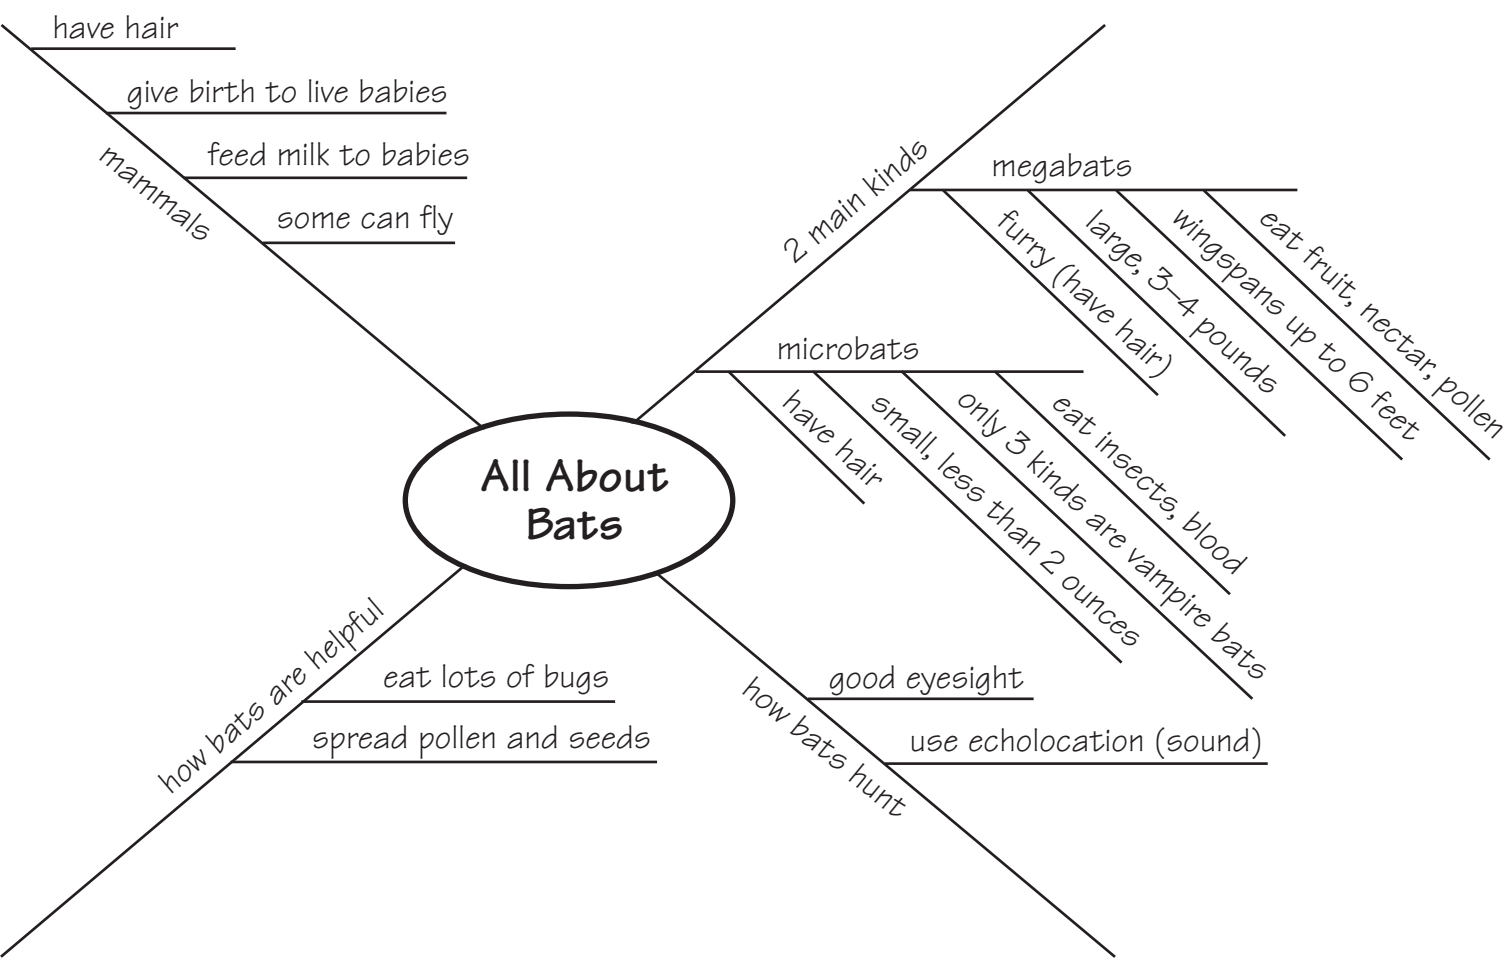 have hair
give birth to live babies
feed milk to babies
some can fly
mammals
2 main kinds
megabats
furry (have hair)
large, 3–4 pounds
wingspans up to 6 feet
eat fruit, nectar, pollen
microbats
have hair
small, less than 2 ounces
only 3 kinds are vampire bats
eat insects, blood
All About
Bats
how bats are helpful
eat lots of bugs
spread pollen and seeds
how bats hunt
good eyesight
use echolocation (sound)